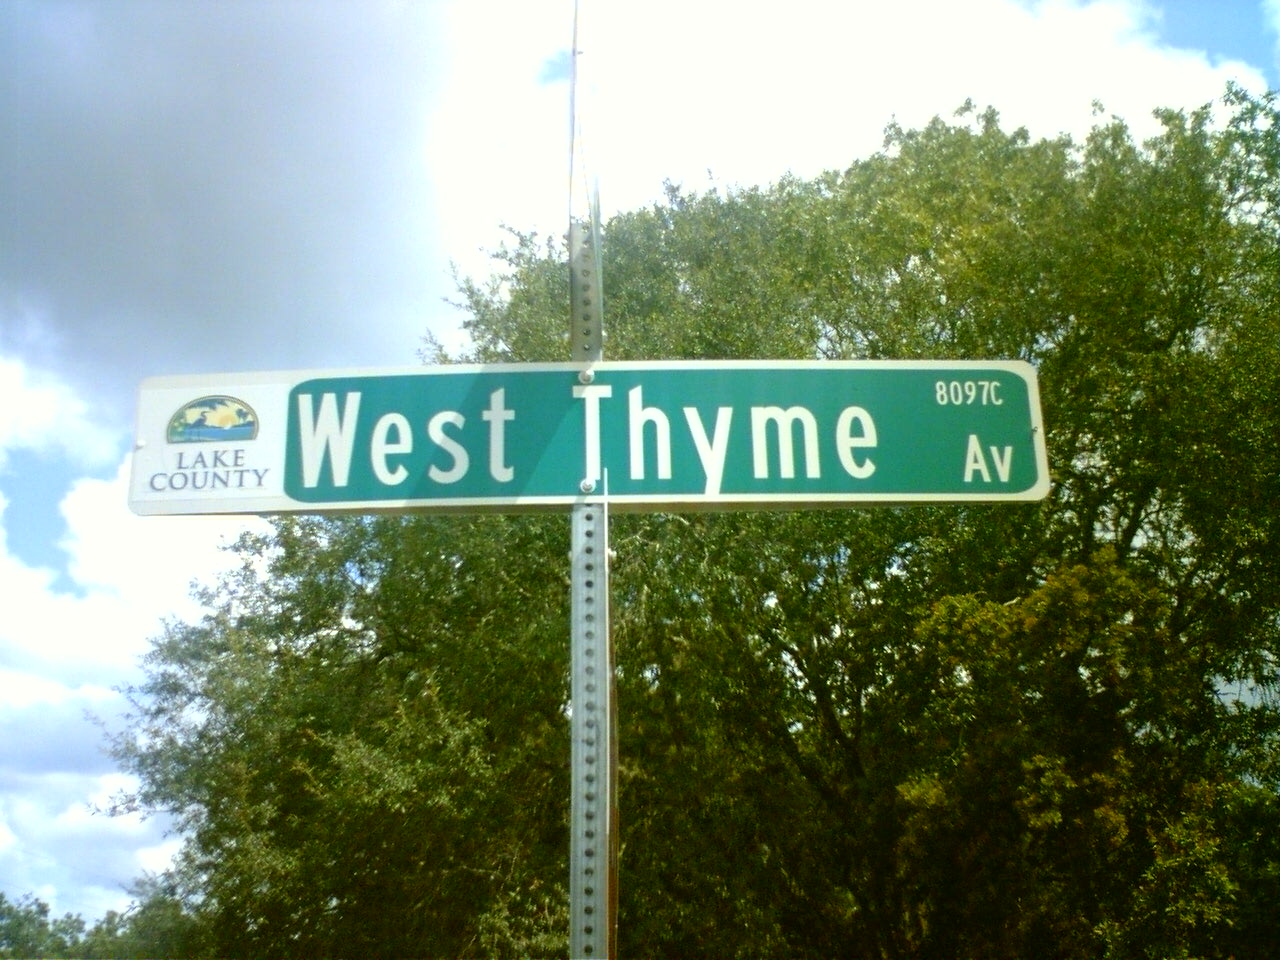 LAKE
COUNTY
West Thyme
8097C
Av